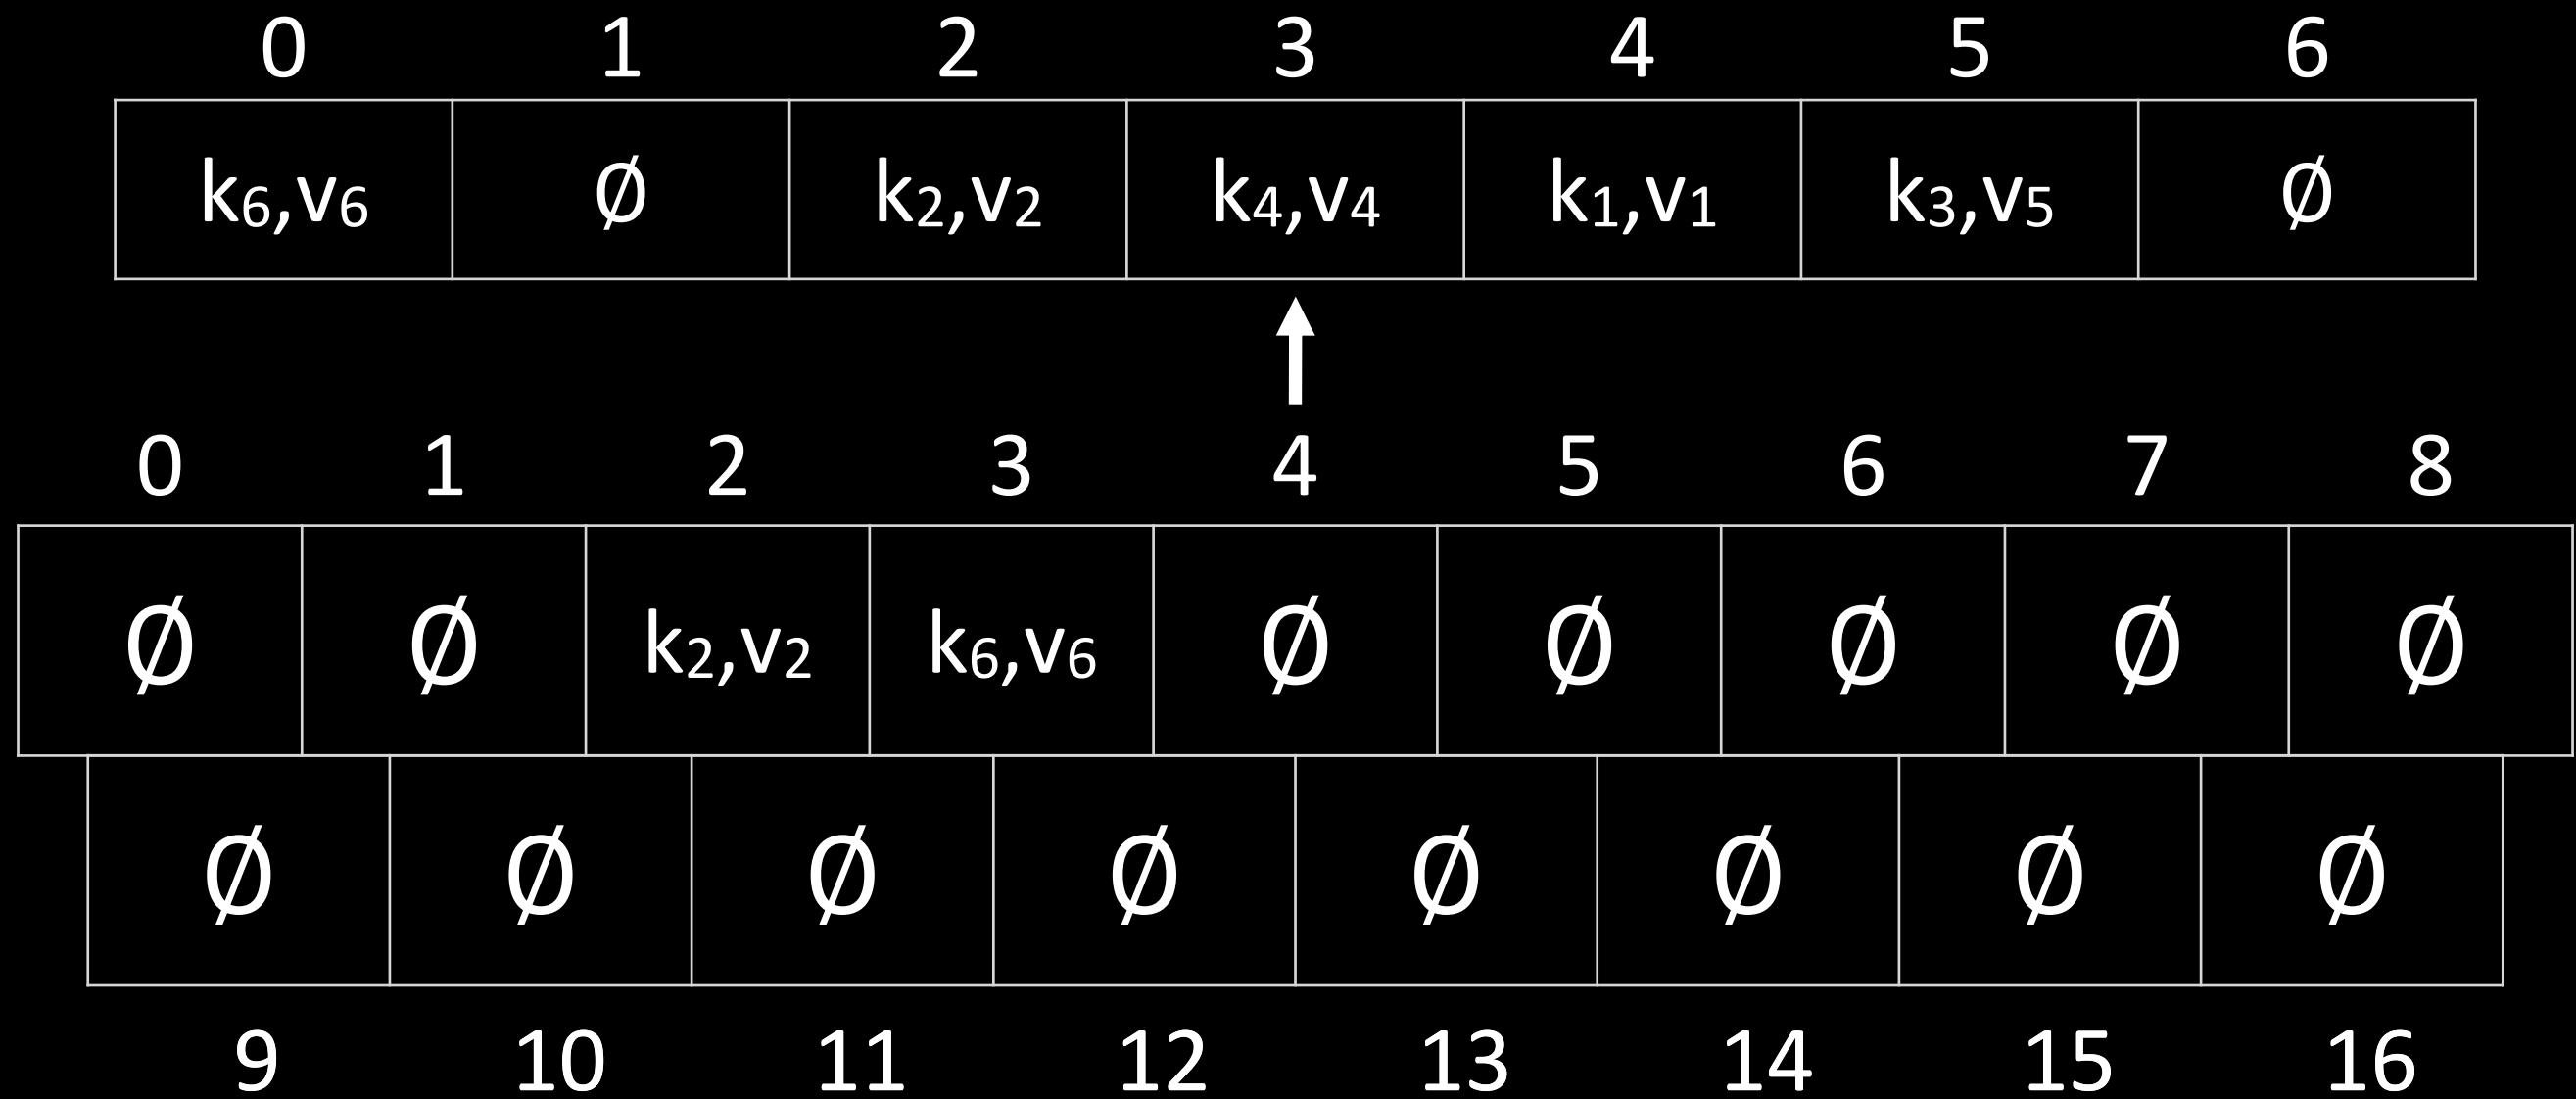 0 1 2 3 4 5 6
k₆,v₆ Ø k₂,v₂ k₄,v₄ k₁,v₁ k₃,v₅ Ø
0 1 2 3 4 5 6 7 8
Ø Ø k₂,v₂ k₆,v₆ Ø Ø Ø Ø Ø
Ø Ø Ø Ø Ø Ø Ø Ø
9 10 11 12 13 14 15 16